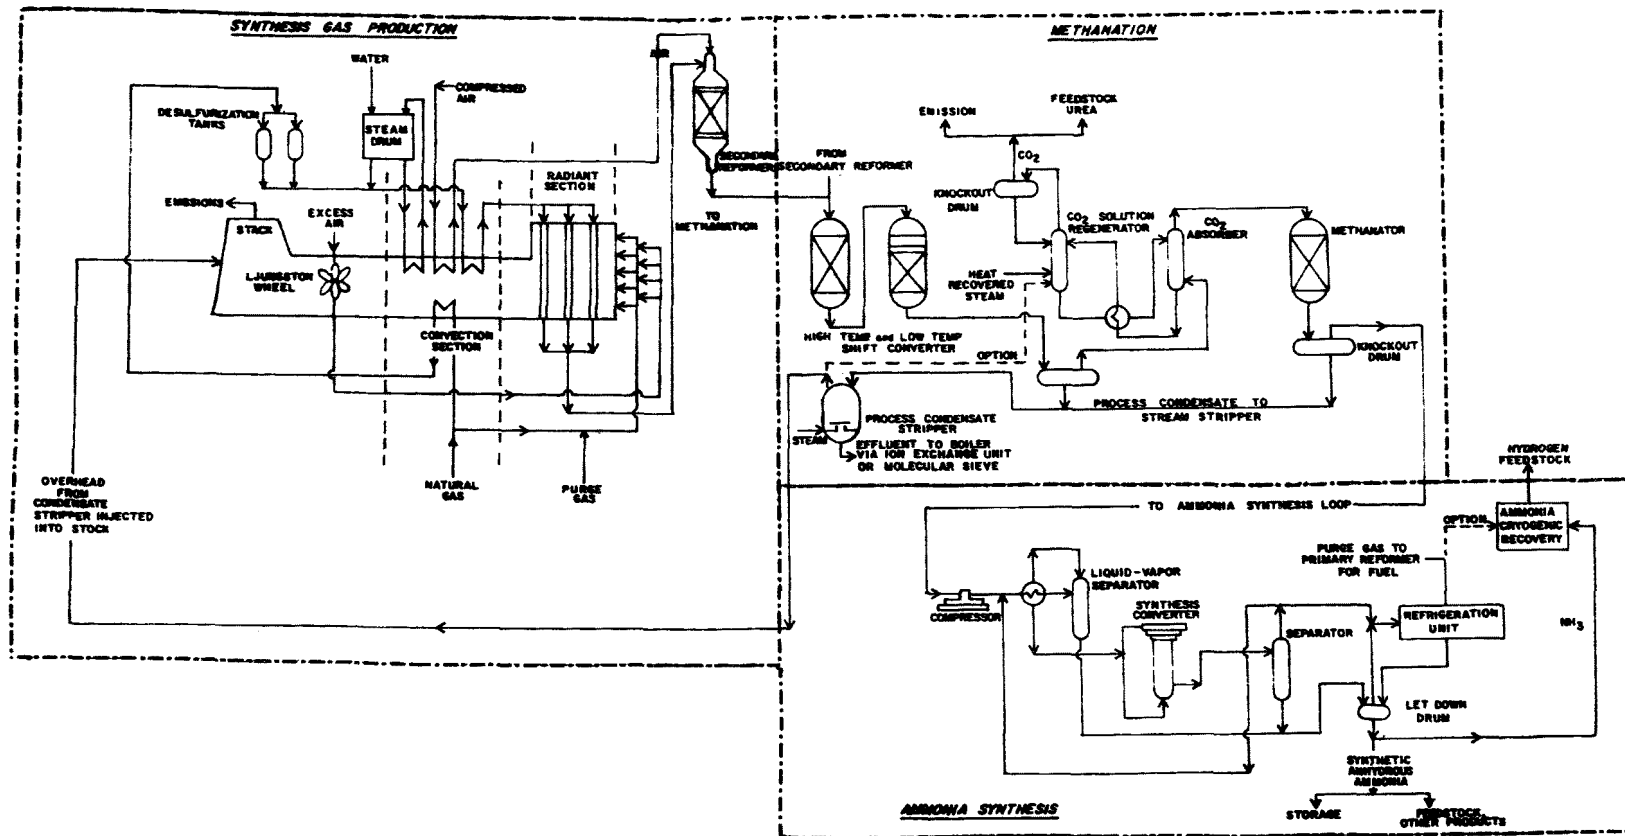 SYNTHESIS GAS PRODUCTION
WATER
COMPRESSED
AIR
DESULFURIZATION
TANKS
STEAM
DRUM
AIR
SECONDARY
REFORMER
RADIANT
SECTION
TO
METHANATION
EMISSIONS
STACK
EXCESS
AIR
LJUNGSTON
WHEEL
CONVECTION
SECTION
NATURAL
GAS
PURGE
GAS
OVERHEAD
FROM
CONDENSATE
STRIPPER INJECTED
INTO STOCK
METHANATION
EMISSION
FEEDSTOCK
UREA
CO2
FROM
SECONDART REFORMER
KNOCKOUT
DRUM
CO2 SOLUTION
REGENERATOR
CO2
ABSORBER
METHANATOR
HEAT
RECOVERED
STEAM
HIGH TEMP and LOW TEMP
SHIFT CONVERTER
OPTION
KNOCKOUT
DRUM
PROCESS CONDENSATE TO
STREAM STRIPPER
PROCESS CONDENSATE
STRIPPER
STEAM
EFFLUENT TO BOILER
VIA ION EXCHANGE UNIT
OR MOLECULAR SIEVE
HYDROGEN
FEEDSTOCK
TO AMMONIA SYNTHESIS LOOP
OPTION
AMMONIA
CRYOGENIC
RECOVERY
PURGE GAS TO
PRIMARY REFORMER
FOR FUEL
LIQUID-VAPOR
SEPARATOR
COMPRESSOR
SYNTHESIS
CONVERTER
SEPARATOR
REFRIGERATION
UNIT
NH3
LET DOWN
DRUM
SYNTHETIC
ANHYDROUS
AMMONIA
STORAGE
FEEDSTOCK,
OTHER PRODUCTS
AMMONIA SYNTHESIS